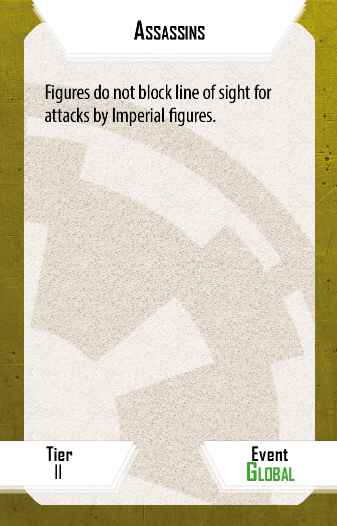 Assassins
Figures do not block line of sight for
attacks by Imperial figures.
Tier
II
Event
Global